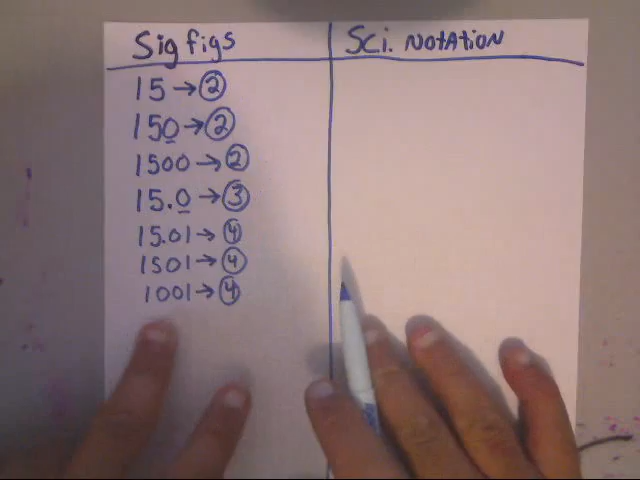 Sig figs
Sci. Notation
15 → 2
150 → 2
1500 → 2
15.0 → 3
15.01 → 4
1501 → 4
1001 → 4